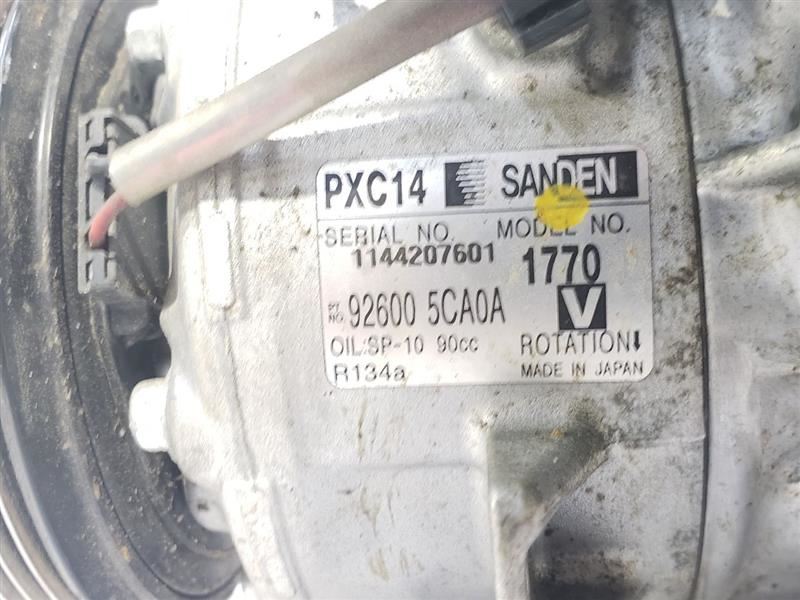 PXC14 SANDEN
SERIAL NO. MODEL NO.
1144207601 1770
PT. NO. 92600 5CA0A V
OIL:SP-10 90cc ROTATION⬇
R134a MADE IN JAPAN